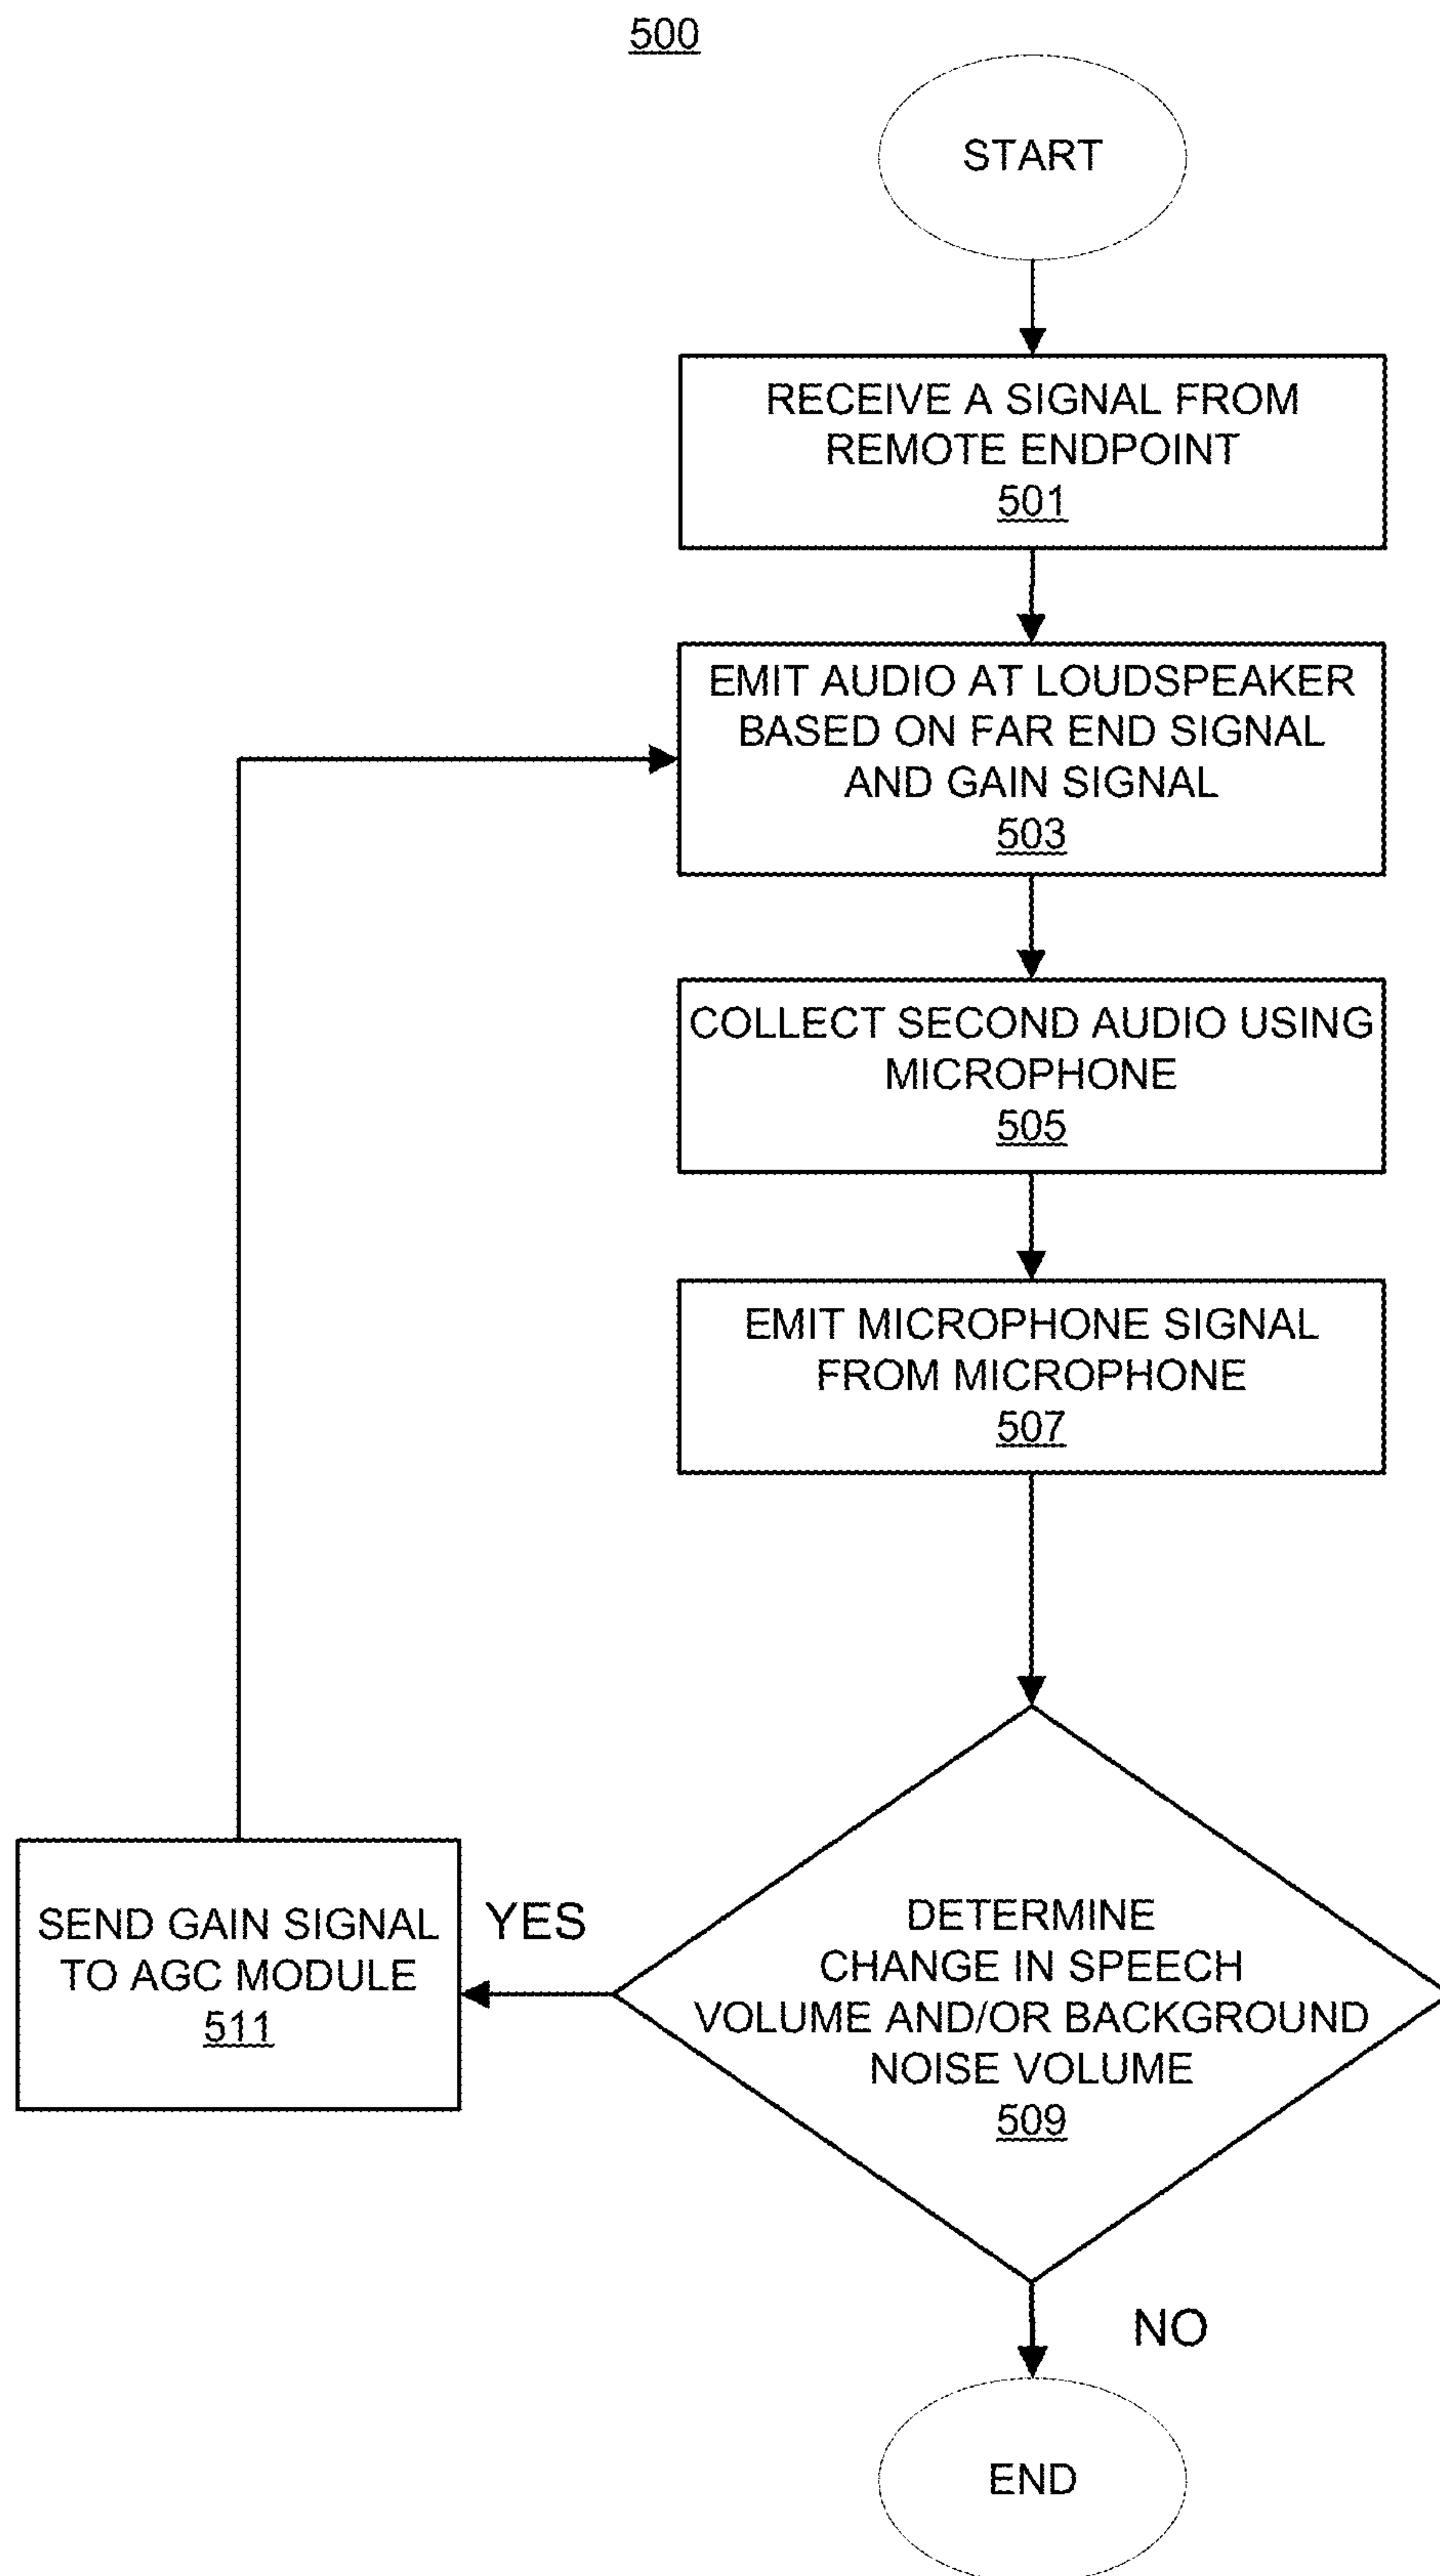 500
START
RECEIVE A SIGNAL FROM
REMOTE ENDPOINT
501
EMIT AUDIO AT LOUDSPEAKER
BASED ON FAR END SIGNAL
AND GAIN SIGNAL
503
COLLECT SECOND AUDIO USING
MICROPHONE
505
EMIT MICROPHONE SIGNAL
FROM MICROPHONE
507
DETERMINE
CHANGE IN SPEECH
VOLUME AND/OR BACKGROUND
NOISE VOLUME
509
YES
SEND GAIN SIGNAL
TO AGC MODULE
511
NO
END